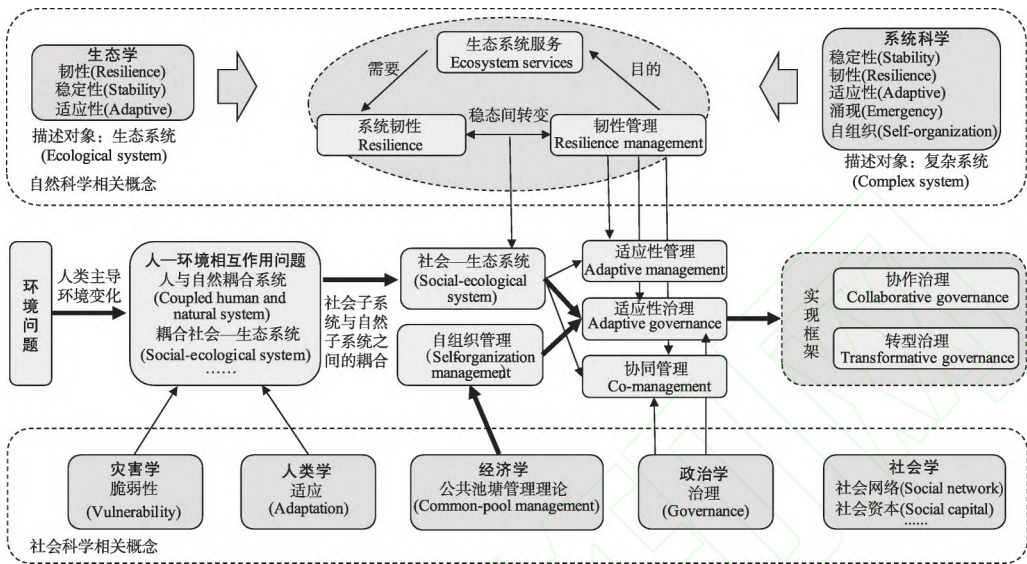 生态学
韧性(Resilience)
稳定性(Stability)
适应性(Adaptive)
描述对象：生态系统
(Ecological system)
自然科学相关概念
生态系统服务
Ecosystem services
需要
目的
稳态间转变
系统韧性
Resilience
韧性管理
Resilience management
系统科学
稳定性(Stability)
韧性(Resilience)
适应性(Adaptive)
涌现(Emergency)
自组织(Self-organization)
描述对象：复杂系统
(Complex system)
环境问题
人类主导
环境变化
人—环境相互作用问题
人与自然耦合系统
(Coupled human and
natural system)
耦合社会—生态系统
(Social-ecological system)
……
社会子系
统与自然
子系统之
间的耦合
社会—生态系统
(Social-ecological
system)
自组织管理
（Selforganization
management）
适应性管理
Adaptive management
适应性治理
Adaptive governance
协同管理
Co-management
实现框架
协作治理
Collaborative governance
转型治理
Transformative governance
灾害学
脆弱性
(Vulnerability)
人类学
适应
(Adaptation)
经济学
公共池塘管理理论
(Common-pool management)
政治学
治理
(Governance)
社会学
社会网络(Social network)
社会资本(Social capital)
……
社会科学相关概念